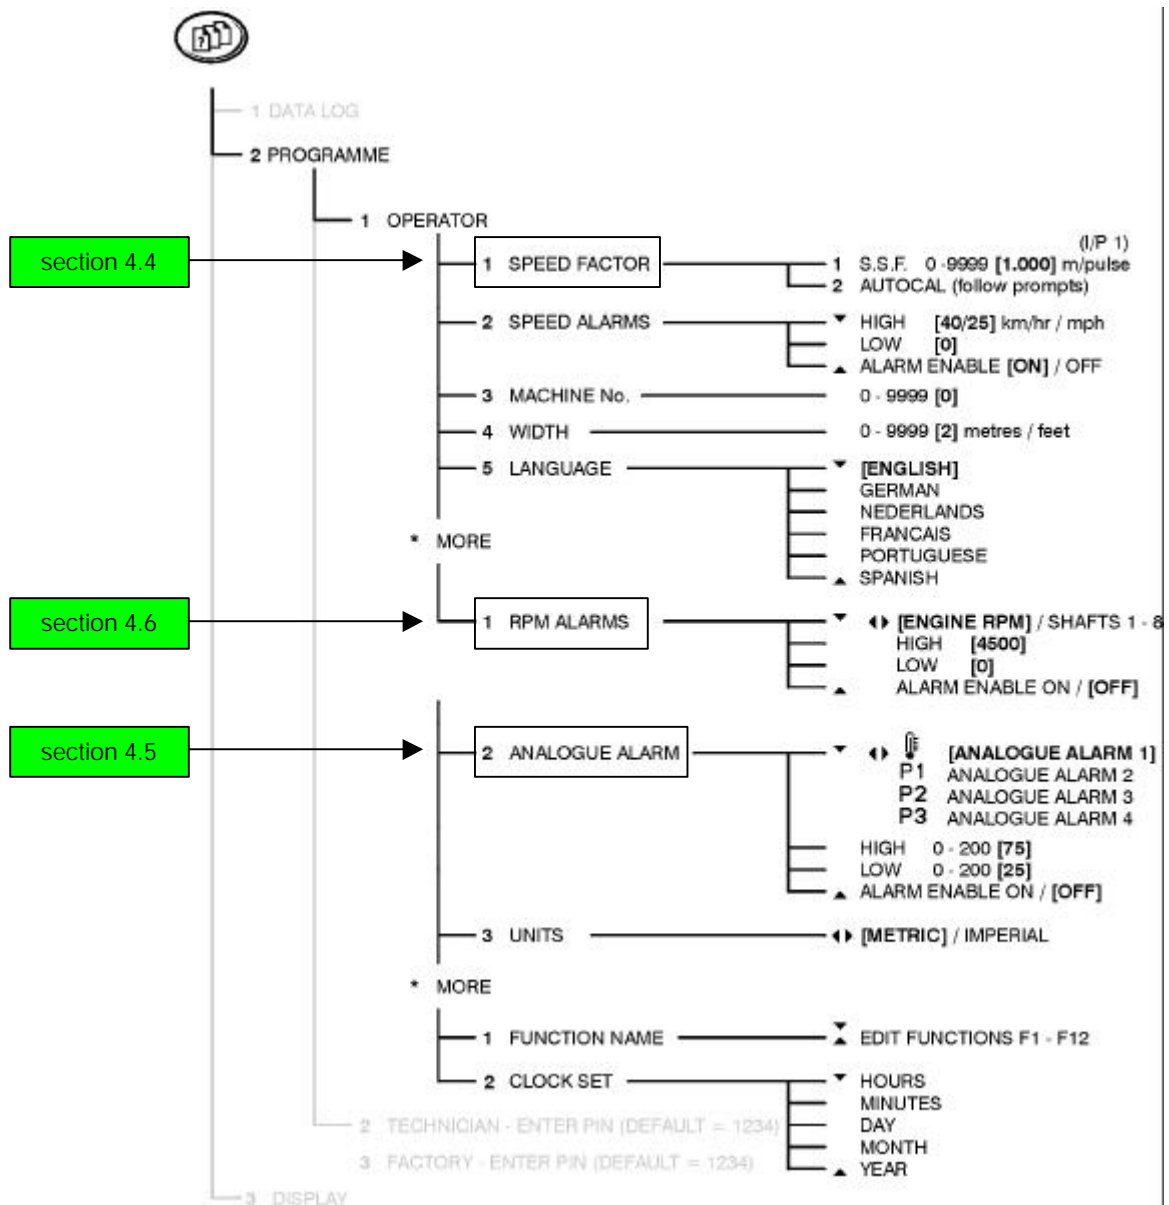 ?
1 DATA LOG
2 PROGRAMME
1 OPERATOR
section 4.4
1 SPEED FACTOR
(I/P 1)
1 S.S.F. 0 -9999 [1.000] m/pulse
2 AUTOCAL (follow prompts)
2 SPEED ALARMS
HIGH [40/25] km/hr / mph
LOW [0]
ALARM ENABLE [ON] / OFF
3 MACHINE No.
0 - 9999 [0]
4 WIDTH
0 - 9999 [2] metres / feet
5 LANGUAGE
[ENGLISH]
GERMAN
NEDERLANDS
FRANCAIS
PORTUGUESE
SPANISH
* MORE
section 4.6
1 RPM ALARMS
[ENGINE RPM] / SHAFTS 1 - 8
HIGH [4500]
LOW [0]
ALARM ENABLE ON / [OFF]
section 4.5
2 ANALOGUE ALARM
[ANALOGUE ALARM 1]
P1 ANALOGUE ALARM 2
P2 ANALOGUE ALARM 3
P3 ANALOGUE ALARM 4
HIGH 0 - 200 [75]
LOW 0 - 200 [25]
ALARM ENABLE ON / [OFF]
3 UNITS
[METRIC] / IMPERIAL
* MORE
1 FUNCTION NAME
EDIT FUNCTIONS F1 - F12
2 CLOCK SET
HOURS
MINUTES
DAY
MONTH
YEAR
2 TECHNICIAN - ENTER PIN (DEFAULT = 1234)
3 FACTORY - ENTER PIN (DEFAULT = 1234)
3 DISPLAY